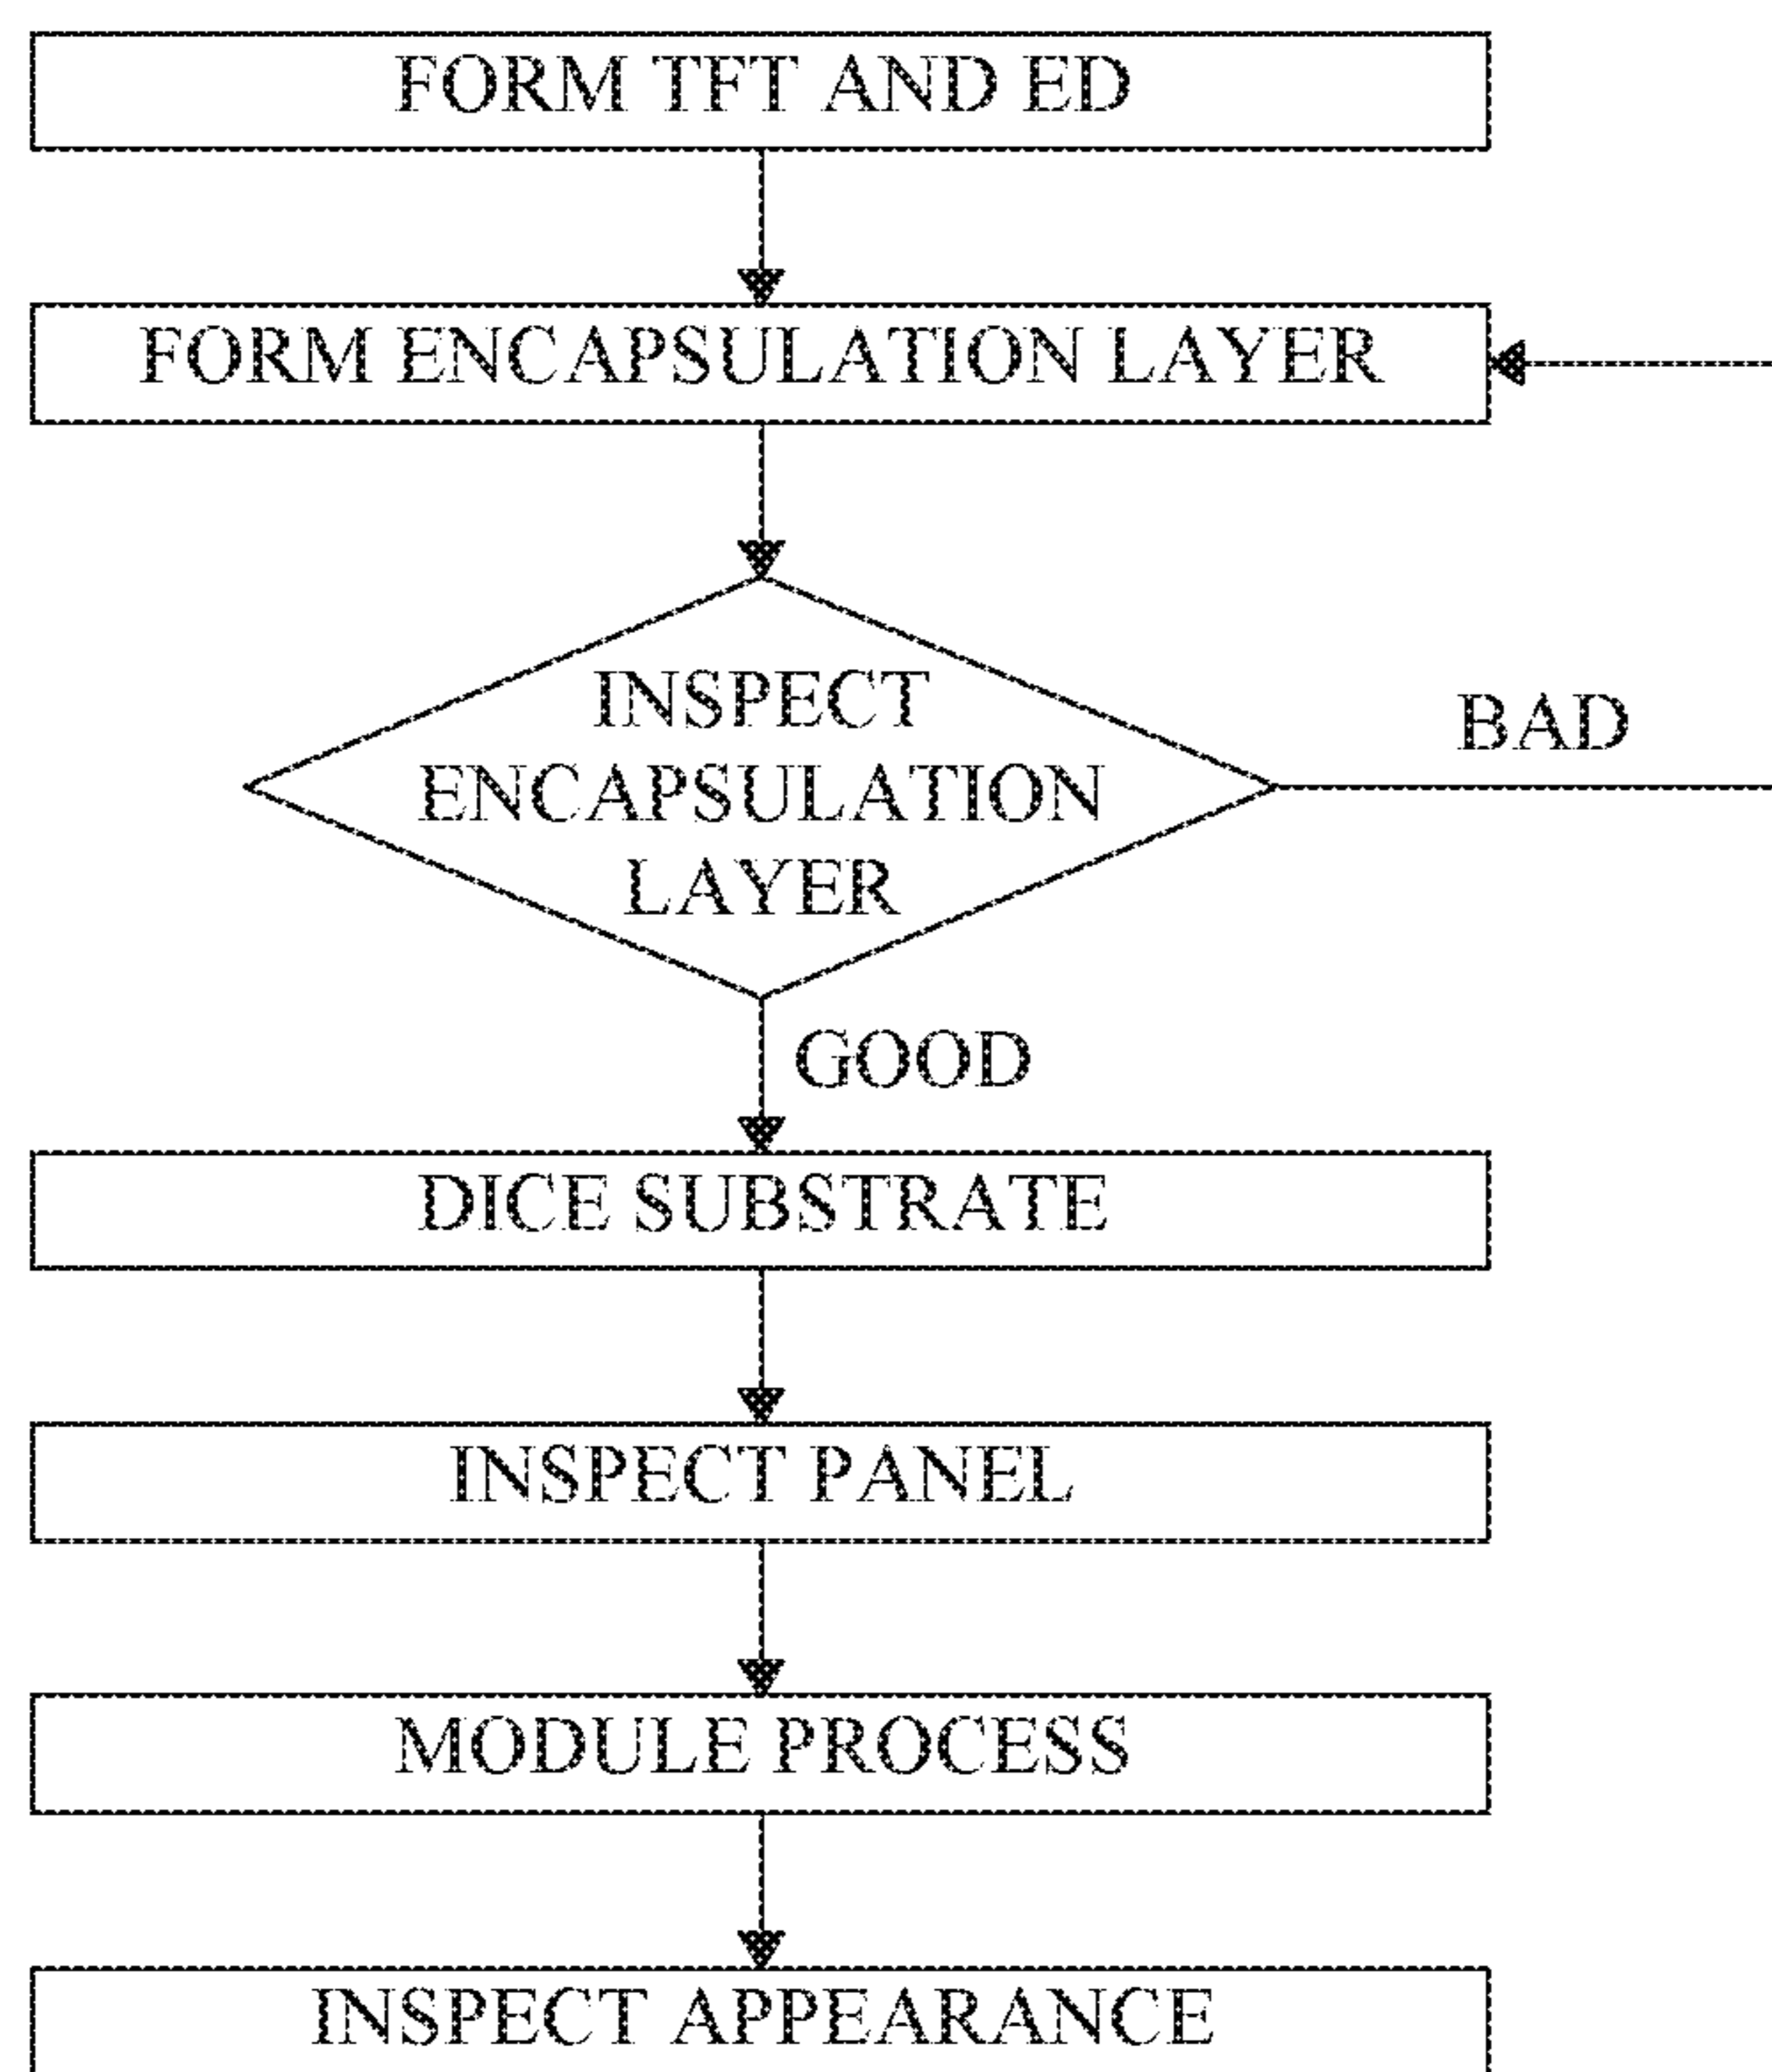 FORM TFT AND ED
FORM ENCAPSULATION LAYER
INSPECT
ENCAPSULATION
LAYER
BAD
GOOD
DICE SUBSTRATE
INSPECT PANEL
MODULE PROCESS
INSPECT APPEARANCE